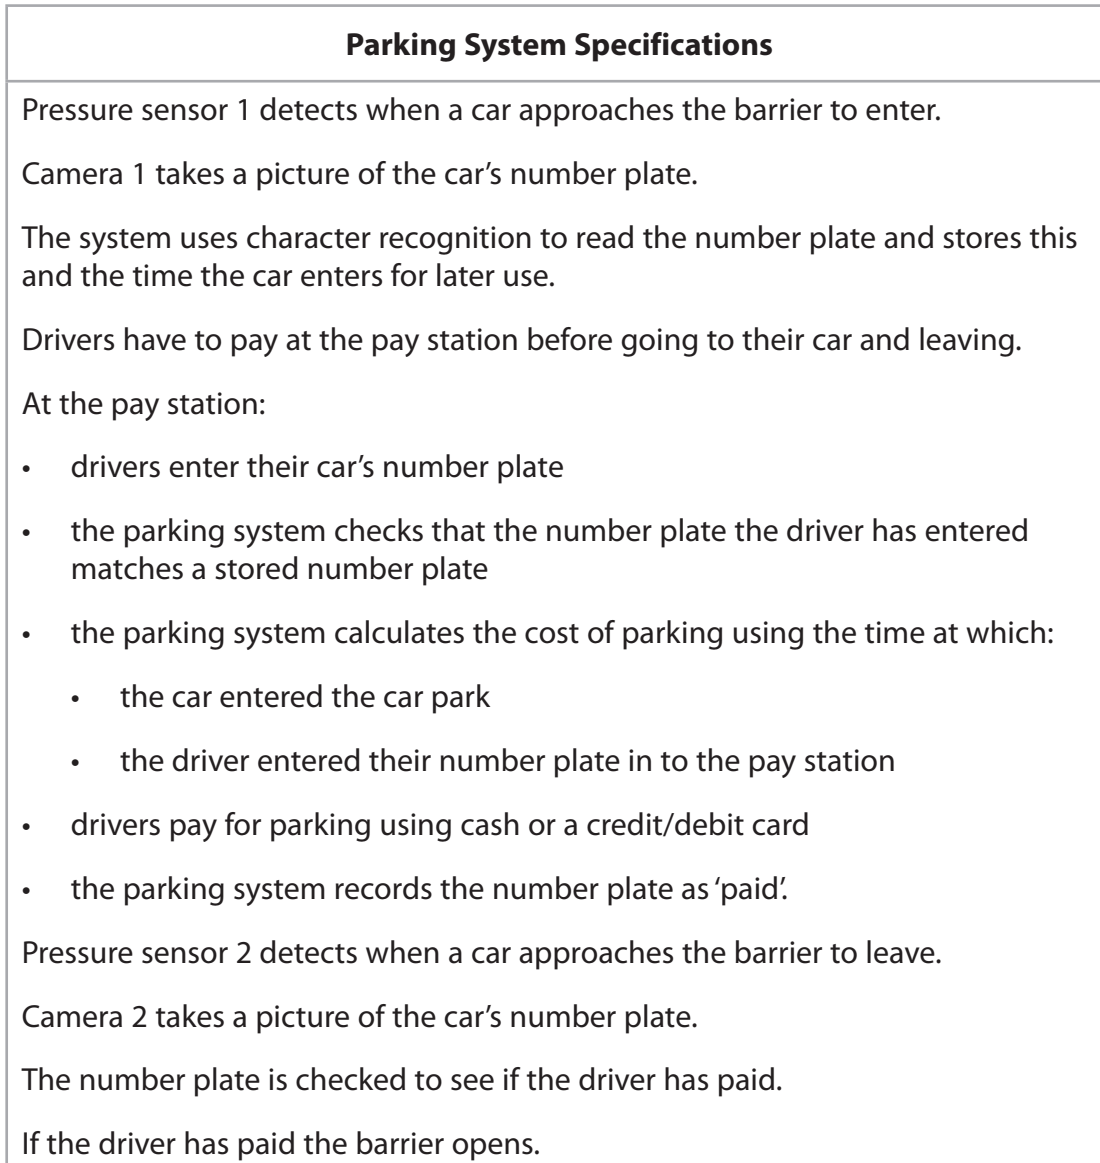 Parking System Specifications
Pressure sensor 1 detects when a car approaches the barrier to enter.
Camera 1 takes a picture of the car’s number plate.
The system uses character recognition to read the number plate and stores this
and the time the car enters for later use.
Drivers have to pay at the pay station before going to their car and leaving.
At the pay station:
• drivers enter their car’s number plate
• the parking system checks that the number plate the driver has entered
matches a stored number plate
• the parking system calculates the cost of parking using the time at which:
• the car entered the car park
• the driver entered their number plate in to the pay station
• drivers pay for parking using cash or a credit/debit card
• the parking system records the number plate as ‘paid’.
Pressure sensor 2 detects when a car approaches the barrier to leave.
Camera 2 takes a picture of the car’s number plate.
The number plate is checked to see if the driver has paid.
If the driver has paid the barrier opens.